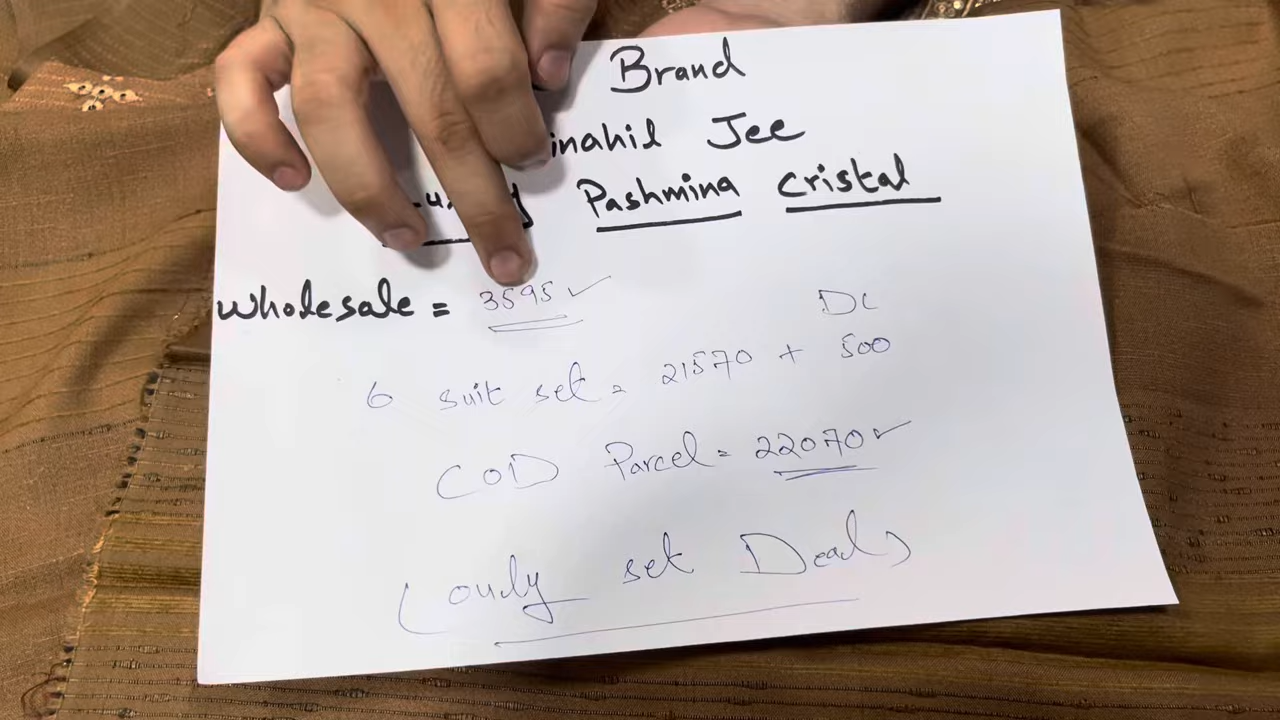 Brand
inahil Jee
Pashmina cristal
Wholesale = 3595
DC
6 suit set = 21570 + 500
COD Parcel = 22070
(only set Deal)